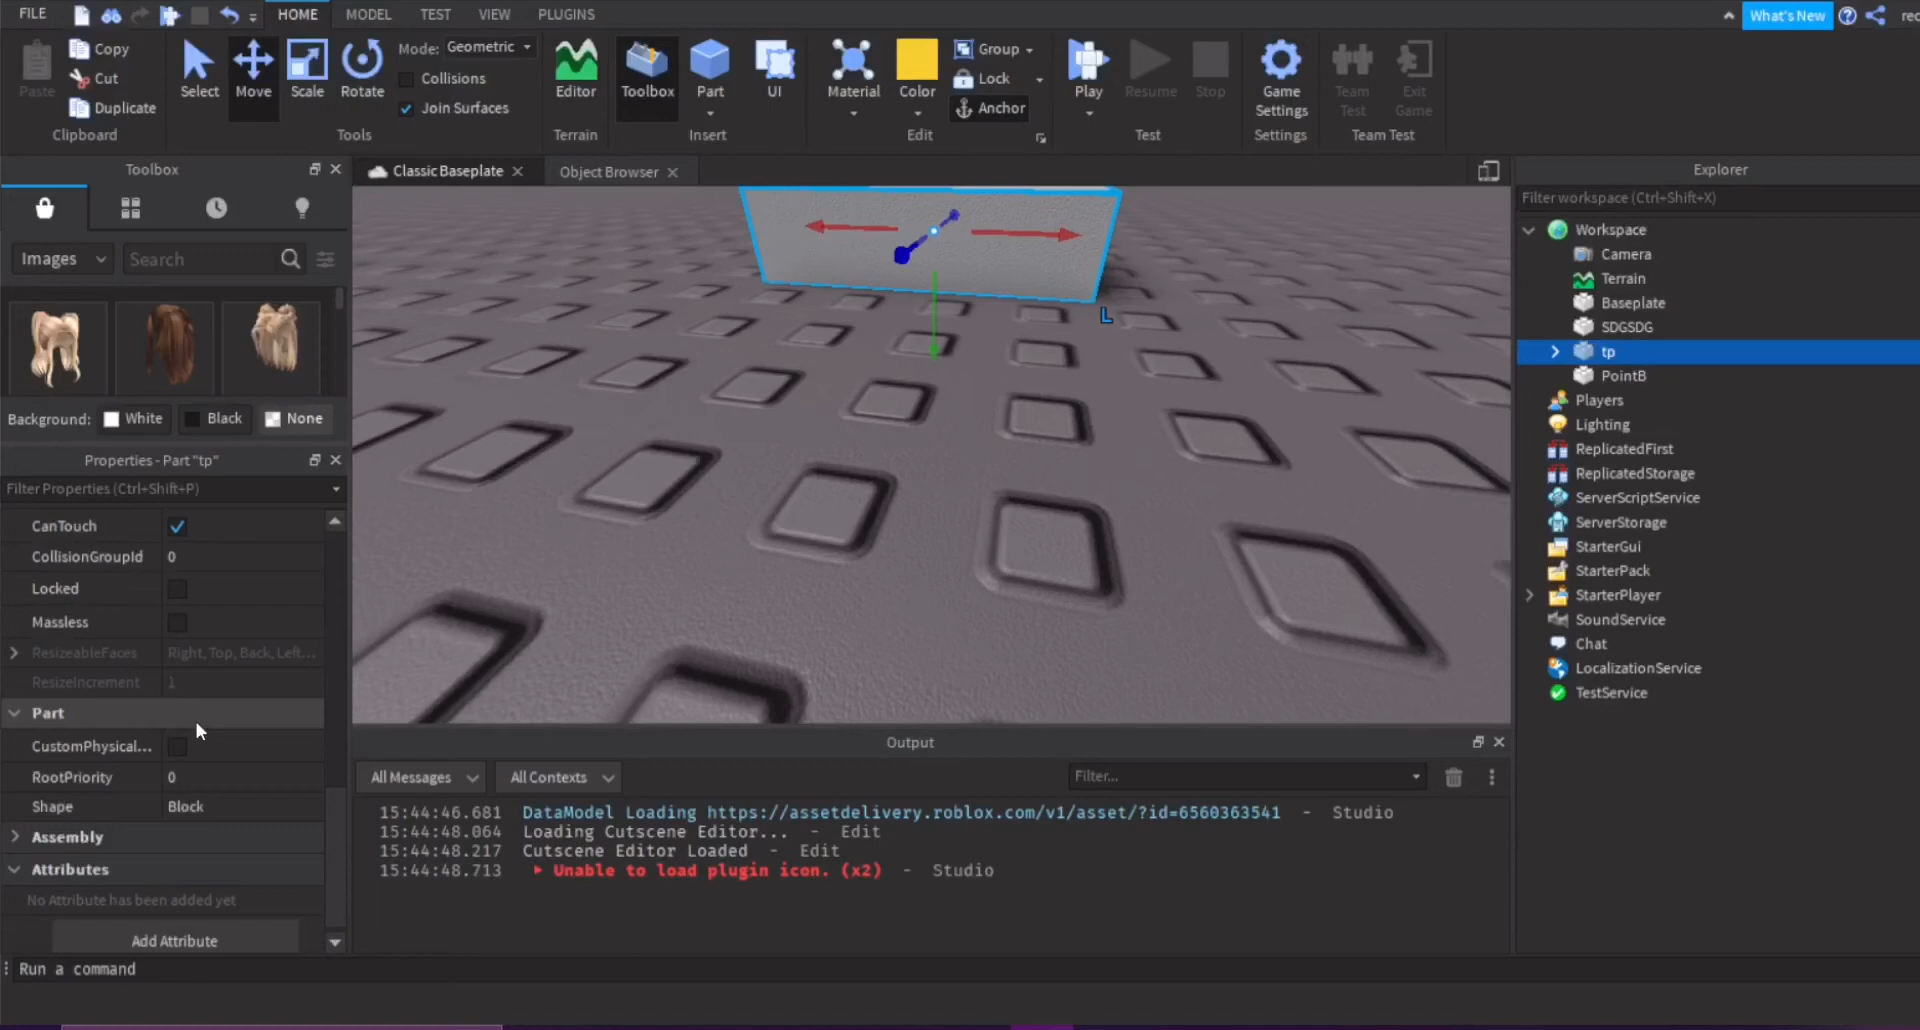 FILE HOME MODEL TEST VIEW PLUGINS What's New rec
Paste Copy Cut Duplicate Clipboard
Select Move Scale Rotate Mode: Geometric Collisions Join Surfaces Tools
Editor Terrain
Toolbox Part UI Insert
Material Color Group Lock Anchor Edit
Play Resume Stop Test
Game Settings Settings
Team Test Exit Game Team Test
Toolbox
Images Search
Background: White Black None
Properties - Part "tp"
Filter Properties (Ctrl+Shift+P)
CanTouch
CollisionGroupId 0
Locked
Massless
ResizeableFaces Right, Top, Back, Left...
ResizeIncrement 1
Part
CustomPhysical...
RootPriority 0
Shape Block
Assembly
Attributes
No Attribute has been added yet
Add Attribute
Run a command
Classic Baseplate Object Browser
L
Output
All Messages All Contexts Filter...
15:44:46.681 DataModel Loading https://assetdelivery.roblox.com/v1/asset/?id=6560363541 - Studio
15:44:48.064 Loading Cutscene Editor... - Edit
15:44:48.217 Cutscene Editor Loaded - Edit
15:44:48.713 Unable to load plugin icon. (x2) - Studio
Explorer
Filter workspace (Ctrl+Shift+X)
Workspace
Camera
Terrain
Baseplate
SDGSDG
tp
PointB
Players
Lighting
ReplicatedFirst
ReplicatedStorage
ServerScriptService
ServerStorage
StarterGui
StarterPack
StarterPlayer
SoundService
Chat
LocalizationService
TestService